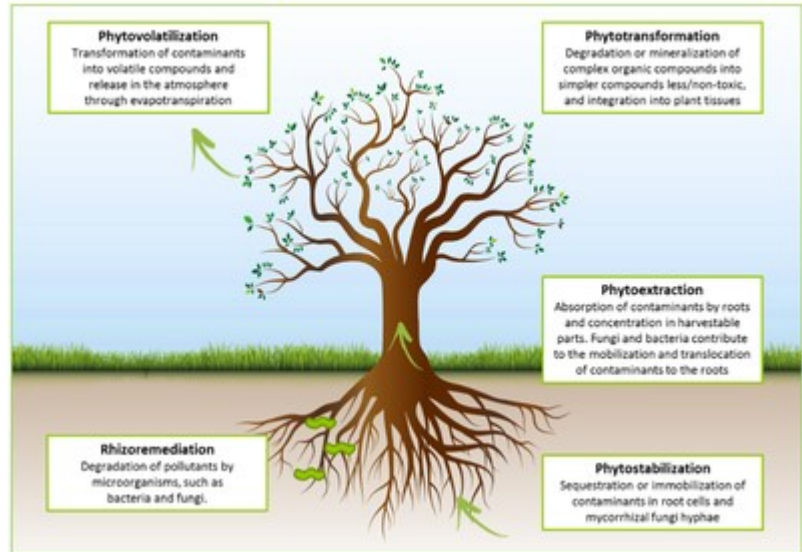 Phytovolatilization
Transformation of contaminants
into volatile compounds and
release in the atmosphere
through evapotranspiration
Phytotransformation
Degradation or mineralization of
complex organic compounds into
simpler compounds less/non-toxic,
and integration into plant tissues
Phytoextraction
Absorption of contaminants by roots
and concentration in harvestable
parts. Fungi and bacteria contribute
to the mobilization and translocation
of contaminants to the roots
Rhizoremediation
Degradation of pollutants by
microorganisms, such as
bacteria and fungi.
Phytostabilization
Sequestration or immobilization of
contaminants in root cells and
mycorrhizal fungi hyphae